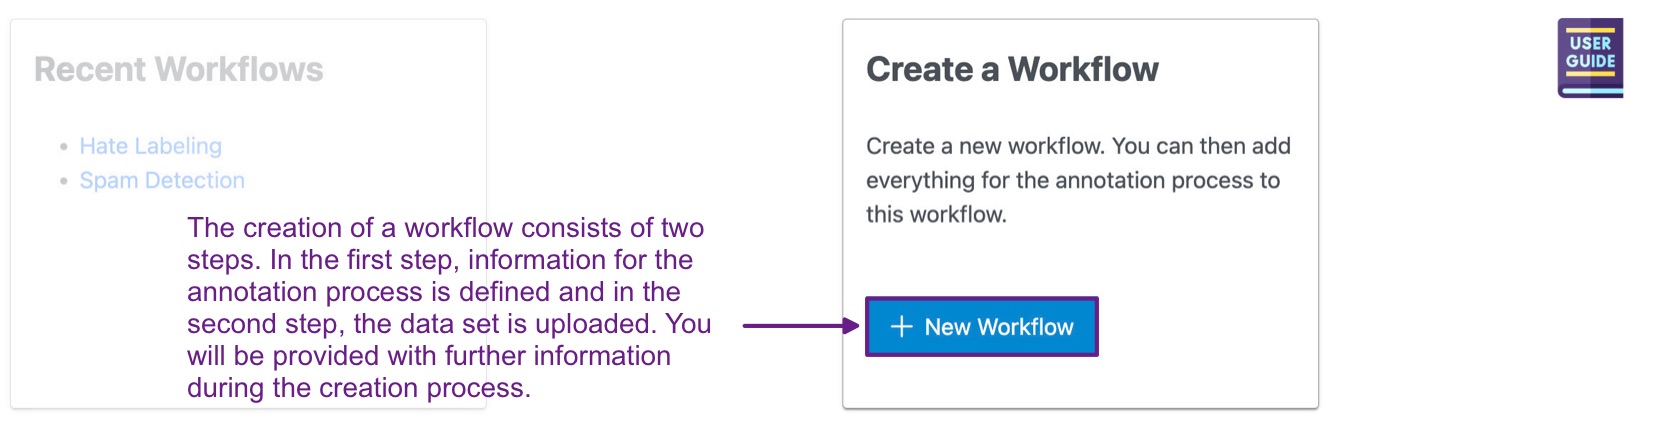 Recent Workflows
• Hate Labeling
• Spam Detection
The creation of a workflow consists of two
steps. In the first step, information for the
annotation process is defined and in the
second step, the data set is uploaded. You
will be provided with further information
during the creation process.
Create a Workflow
Create a new workflow. You can then add
everything for the annotation process to
this workflow.
+ New Workflow
USER
GUIDE